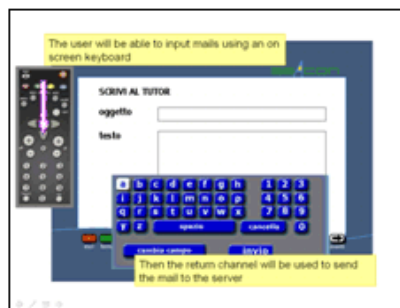 The user will be able to input mails using an on
screen keyboard
SCRIVI AL TUTOR
oggetto
testo
a b c d e f g h 1 2 3
i j k l m n o p 4 5 6
q r s t u v w x 7 8 9
y z spazio cancella 0
cambia campo invio
Then the return channel will be used to send
the mail to the server